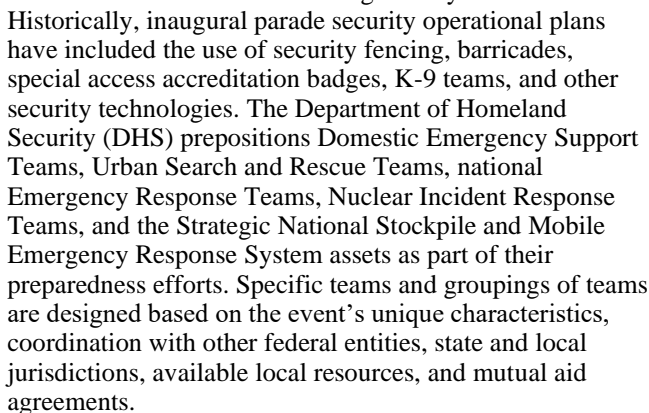 Historically, inaugural parade security operational plans
have included the use of security fencing, barricades,
special access accreditation badges, K-9 teams, and other
security technologies. The Department of Homeland
Security (DHS) prepositions Domestic Emergency Support
Teams, Urban Search and Rescue Teams, national
Emergency Response Teams, Nuclear Incident Response
Teams, and the Strategic National Stockpile and Mobile
Emergency Response System assets as part of their
preparedness efforts. Specific teams and groupings of teams
are designed based on the event’s unique characteristics,
coordination with other federal entities, state and local
jurisdictions, available local resources, and mutual aid
agreements.